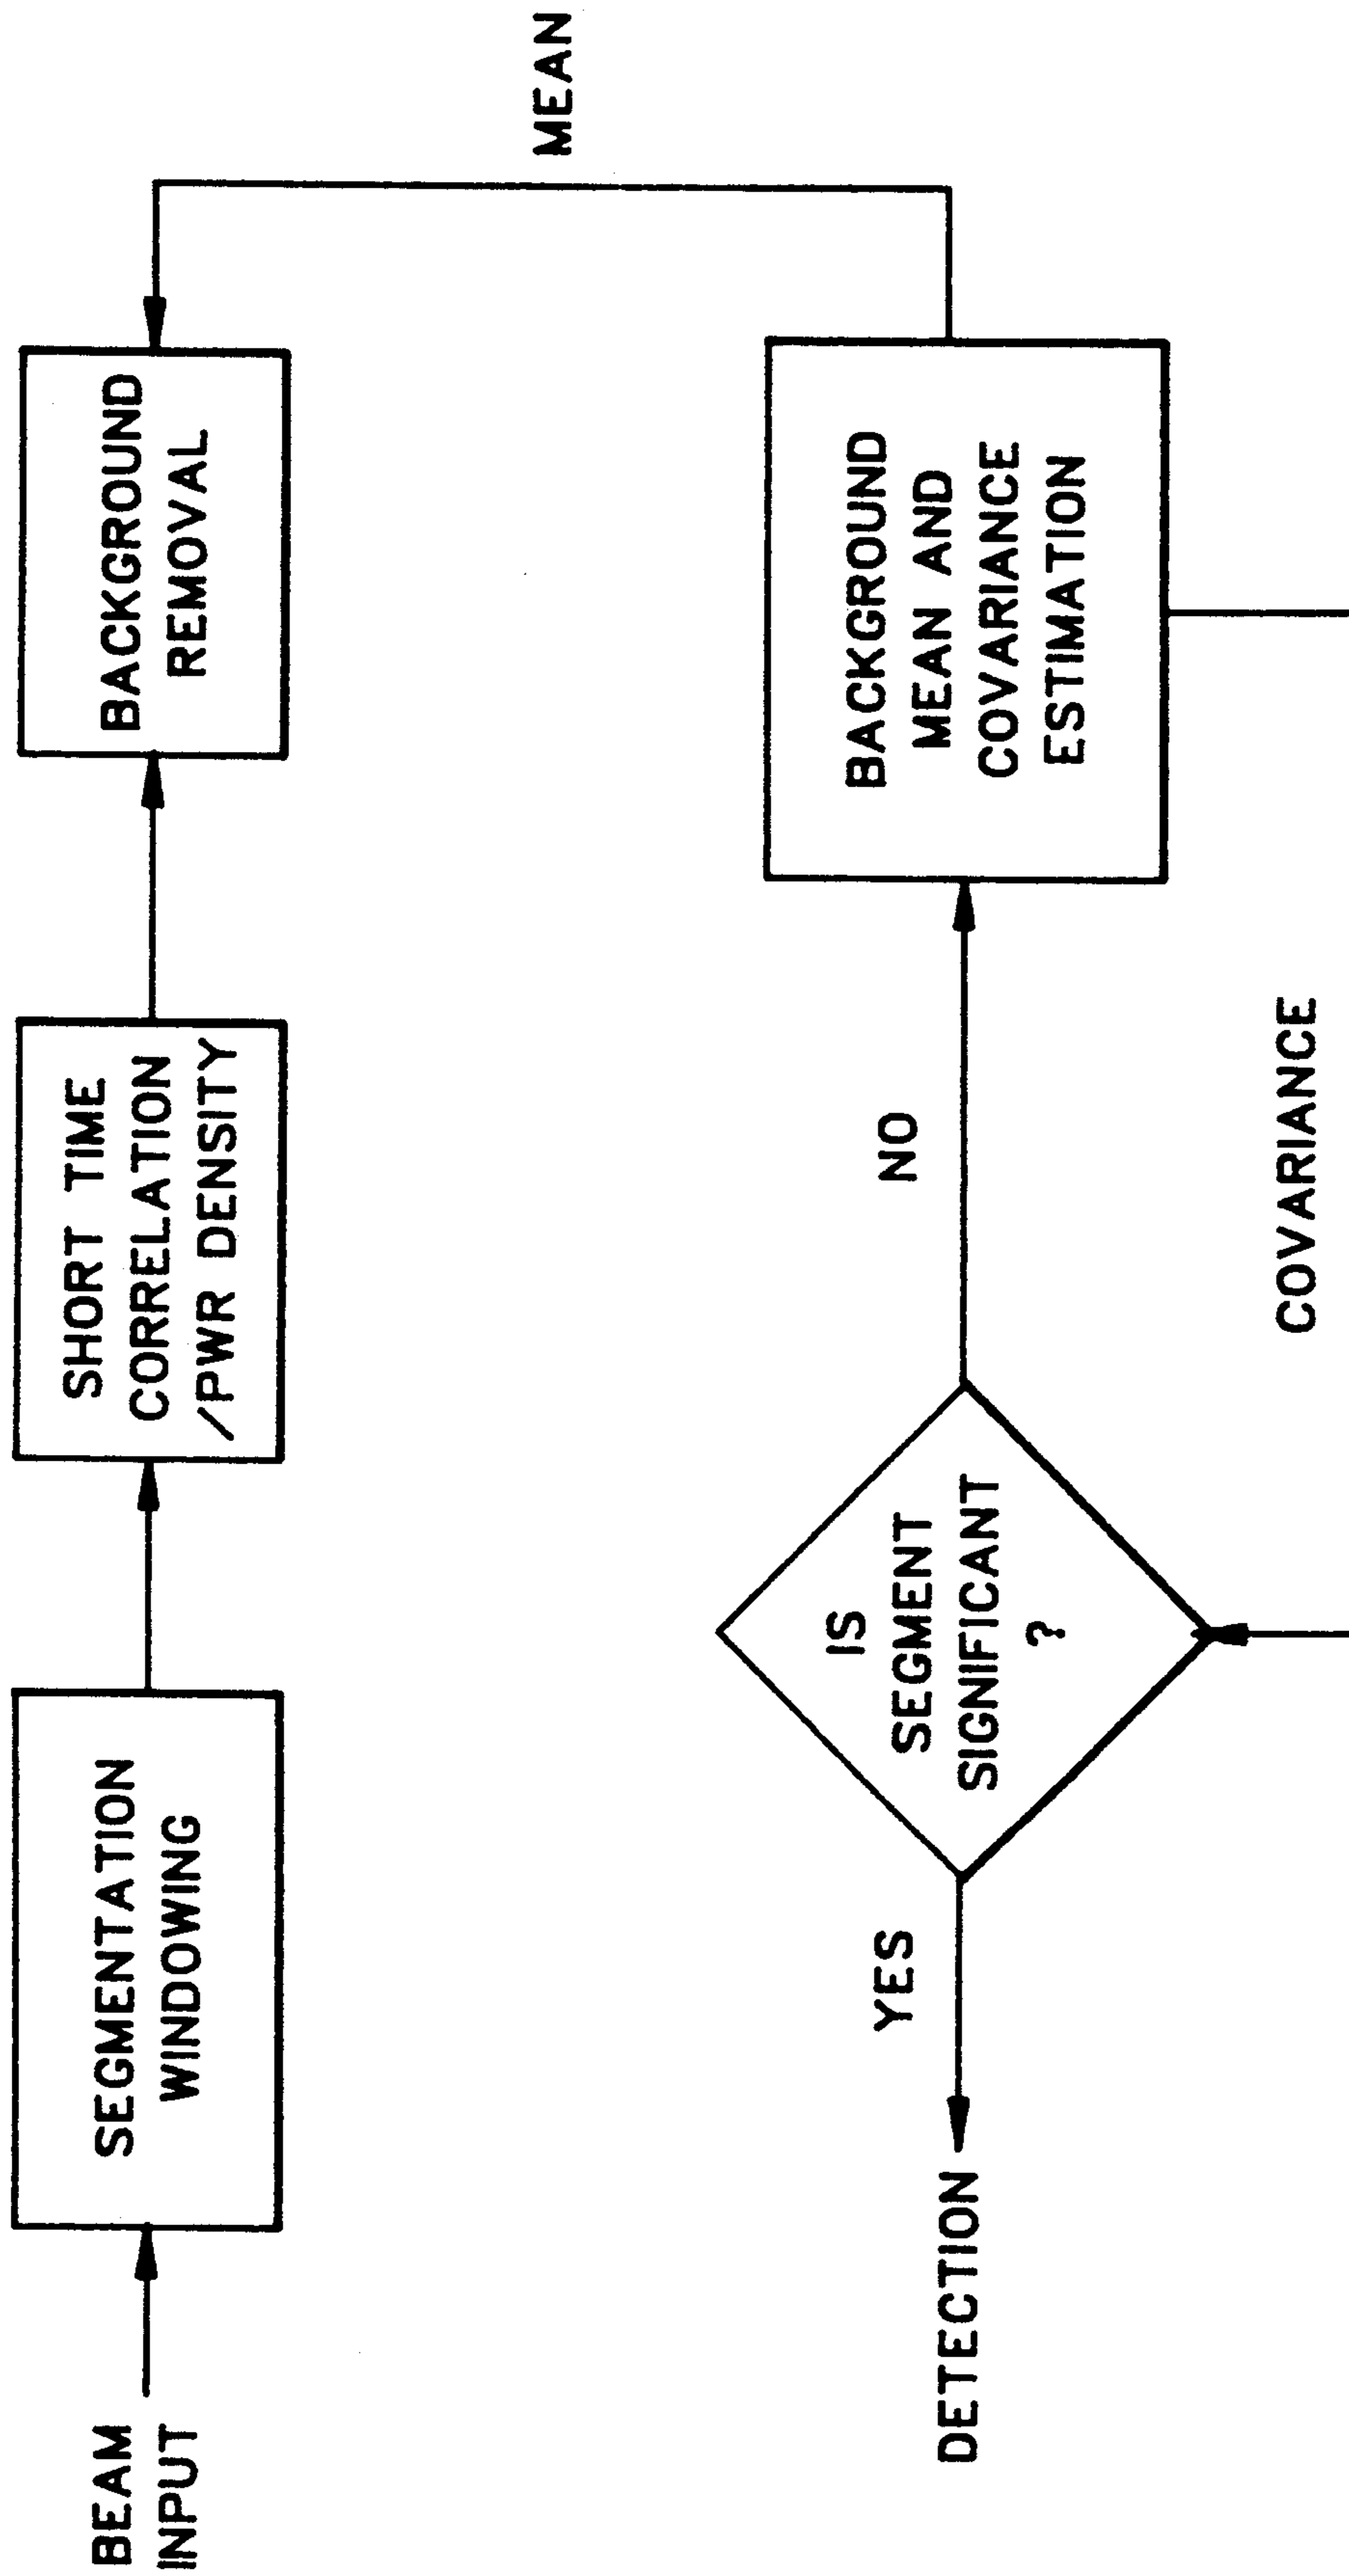 BEAM
INPUT
SEGMENTATION
WINDOWING
SHORT TIME
CORRELATION
/PWR DENSITY
BACKGROUND
REMOVAL
MEAN
DETECTION
YES
IS
SEGMENT
SIGNIFICANT
?
NO
BACKGROUND
MEAN AND
COVARIANCE
ESTIMATION
COVARIANCE